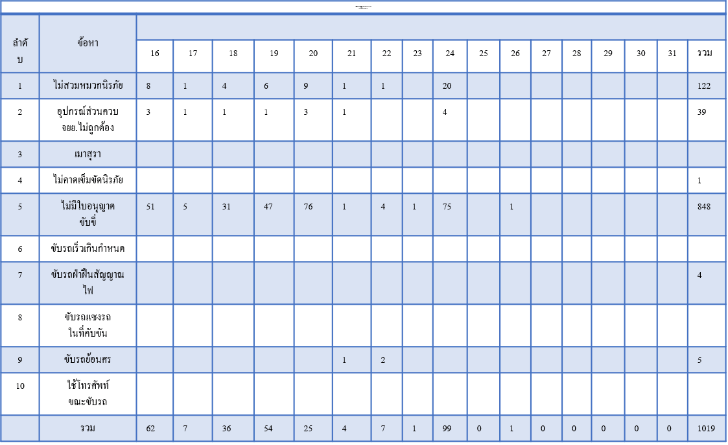 ลำดับ ข้อหา
16 17 18 19 20 21 22 23 24 25 26 27 28 29 30 31 รวม
1 ไม่สวมหมวกนิรภัย 8 1 4 6 9 1 1 20 122
2 อุปกรณ์ส่วนควบ 3 1 1 1 3 1 4 39
จยย.ไม่ถูกต้อง
3 เมาสุรา
4 ไม่คาดเข็มขัดนิรภัย 1
5 ไม่มีใบอนุญาต 51 5 31 47 76 1 4 1 75 1 848
ขับขี่
6 ขับรถเร็วเกินกำหนด
7 ขับรถฝ่าฝืนสัญญาณ 4
ไฟ
8 ขับรถแซงรถ
ในที่คับขัน
9 ขับรถย้อนศร 1 2 5
10 ใช้โทรศัพท์
ขณะขับรถ
รวม 62 7 36 54 25 4 7 1 99 0 1 0 0 0 0 0 1019